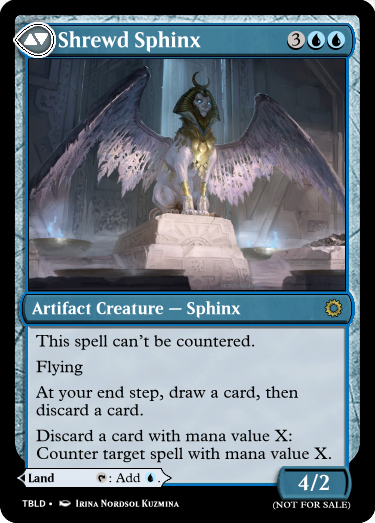 Shrewd Sphinx 3
Artifact Creature — Sphinx
This spell can't be countered.
Flying
At your end step, draw a card, then
discard a card.
Discard a card with mana value X:
Counter target spell with mana value X.
Land : Add .
4/2
TBLD • Irina Nordsol Kuzmina
(NOT FOR SALE)